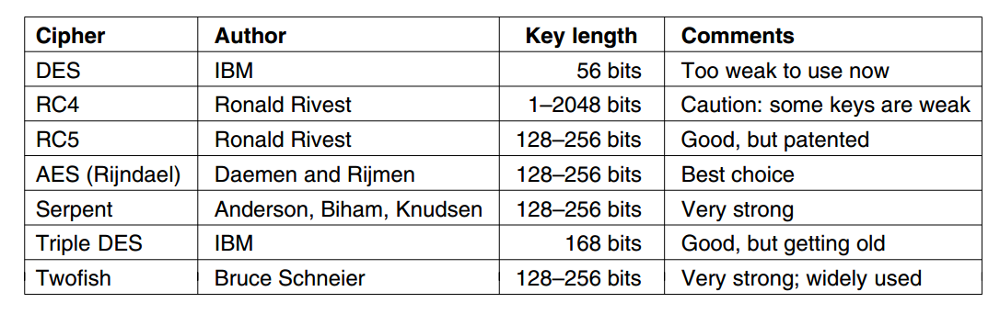 Cipher Author Key length Comments
DES IBM 56 bits Too weak to use now
RC4 Ronald Rivest 1–2048 bits Caution: some keys are weak
RC5 Ronald Rivest 128–256 bits Good, but patented
AES (Rijndael) Daemen and Rijmen 128–256 bits Best choice
Serpent Anderson, Biham, Knudsen 128–256 bits Very strong
Triple DES IBM 168 bits Good, but getting old
Twofish Bruce Schneier 128–256 bits Very strong; widely used